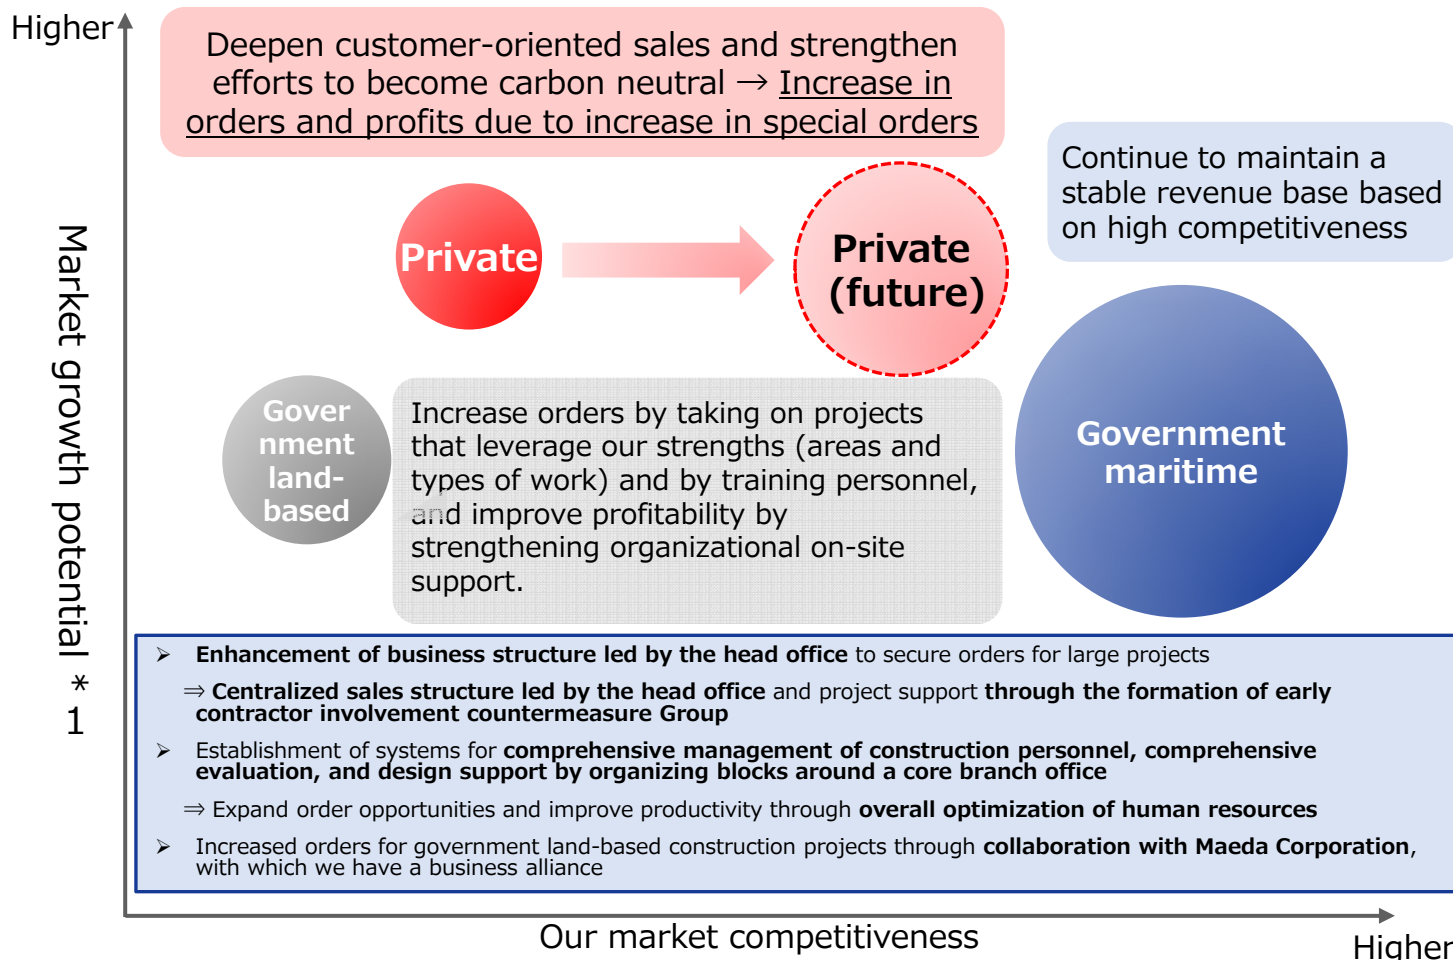 Higher
Deepen customer-oriented sales and strengthen
efforts to become carbon neutral → Increase in
orders and profits due to increase in special orders
Continue to maintain a
stable revenue base based
on high competitiveness
Private
Private
(future)
Market growth potential *1
Gover
nment
land-
based
Increase orders by taking on projects
that leverage our strengths (areas and
types of work) and by training personnel,
and improve profitability by
strengthening organizational on-site
support.
Government
maritime
➢ Enhancement of business structure led by the head office to secure orders for large projects
⇒ Centralized sales structure led by the head office and project support through the formation of early
contractor involvement countermeasure Group
➢ Establishment of systems for comprehensive management of construction personnel, comprehensive
evaluation, and design support by organizing blocks around a core branch office
⇒ Expand order opportunities and improve productivity through overall optimization of human resources
➢ Increased orders for government land-based construction projects through collaboration with Maeda Corporation,
with which we have a business alliance
Our market competitiveness
Higher